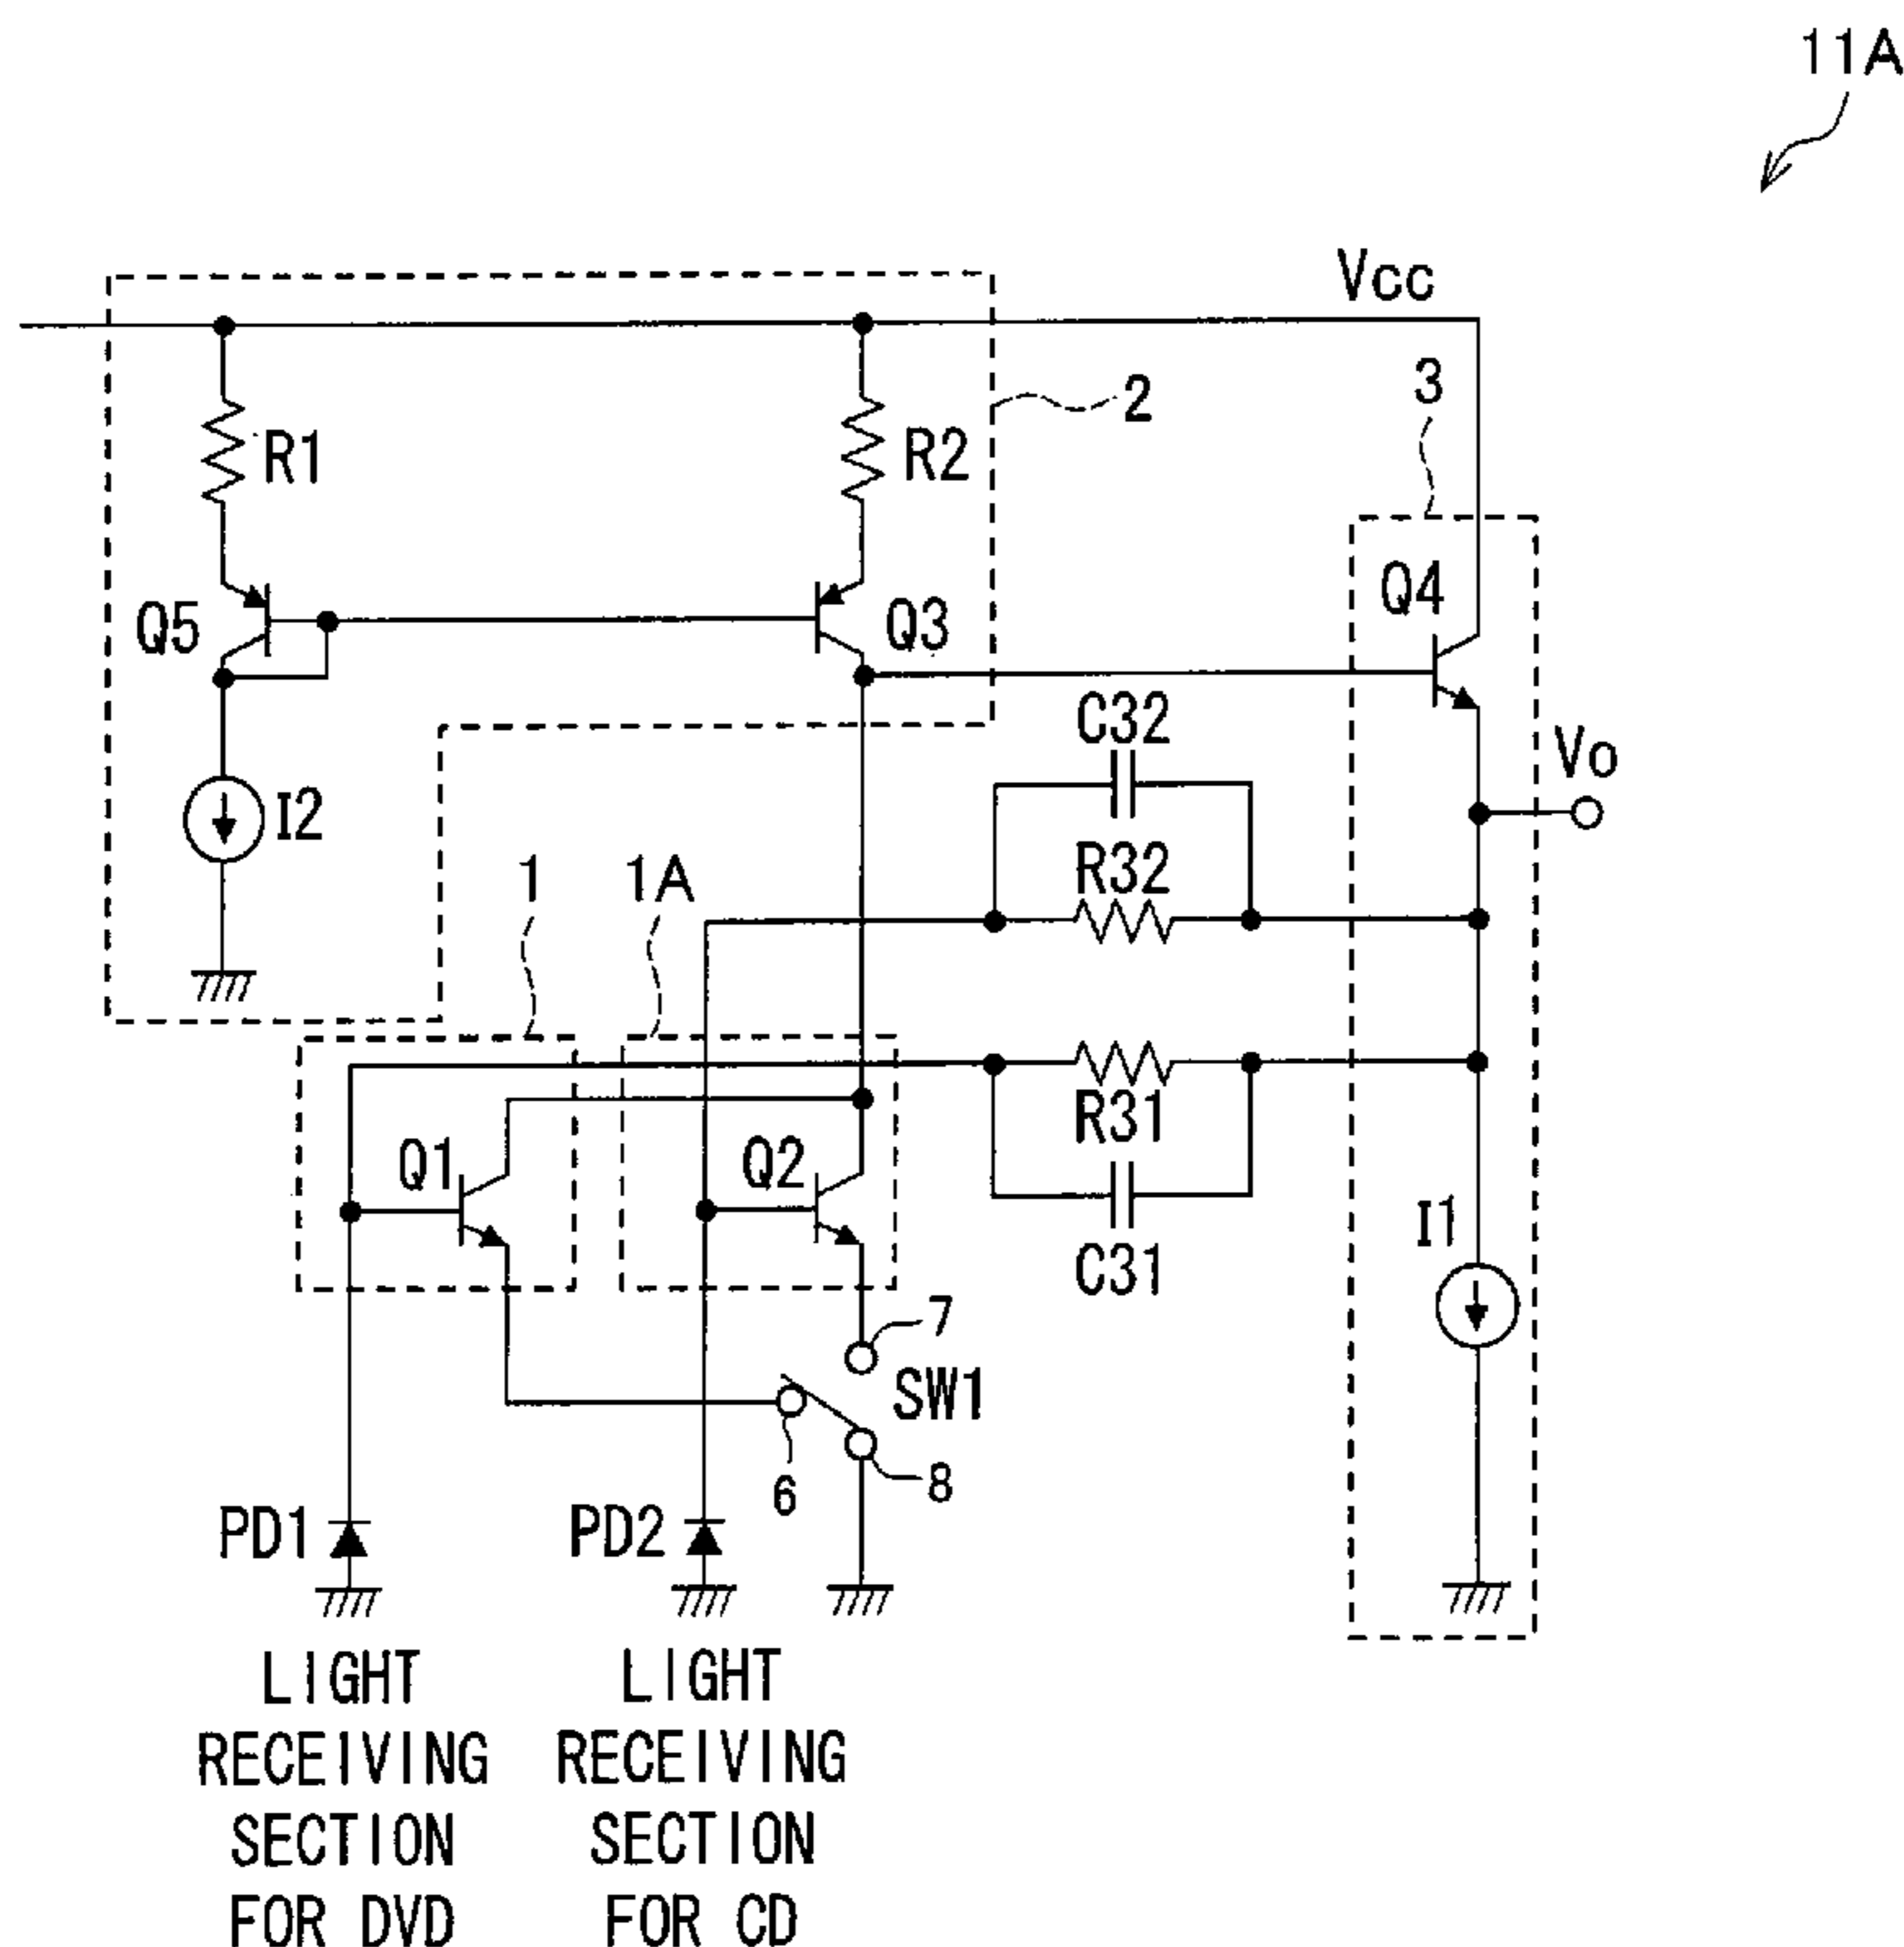 11A
Vcc
2
3
R1
R2
Q5
Q3
Q4
C32
Vo
I2
R32
1
1A
Q1
Q2
R31
C31
I1
7
SW1
6
8
PD1
PD2
LIGHT
RECEIVING
SECTION
FOR DVD
LIGHT
RECEIVING
SECTION
FOR CD